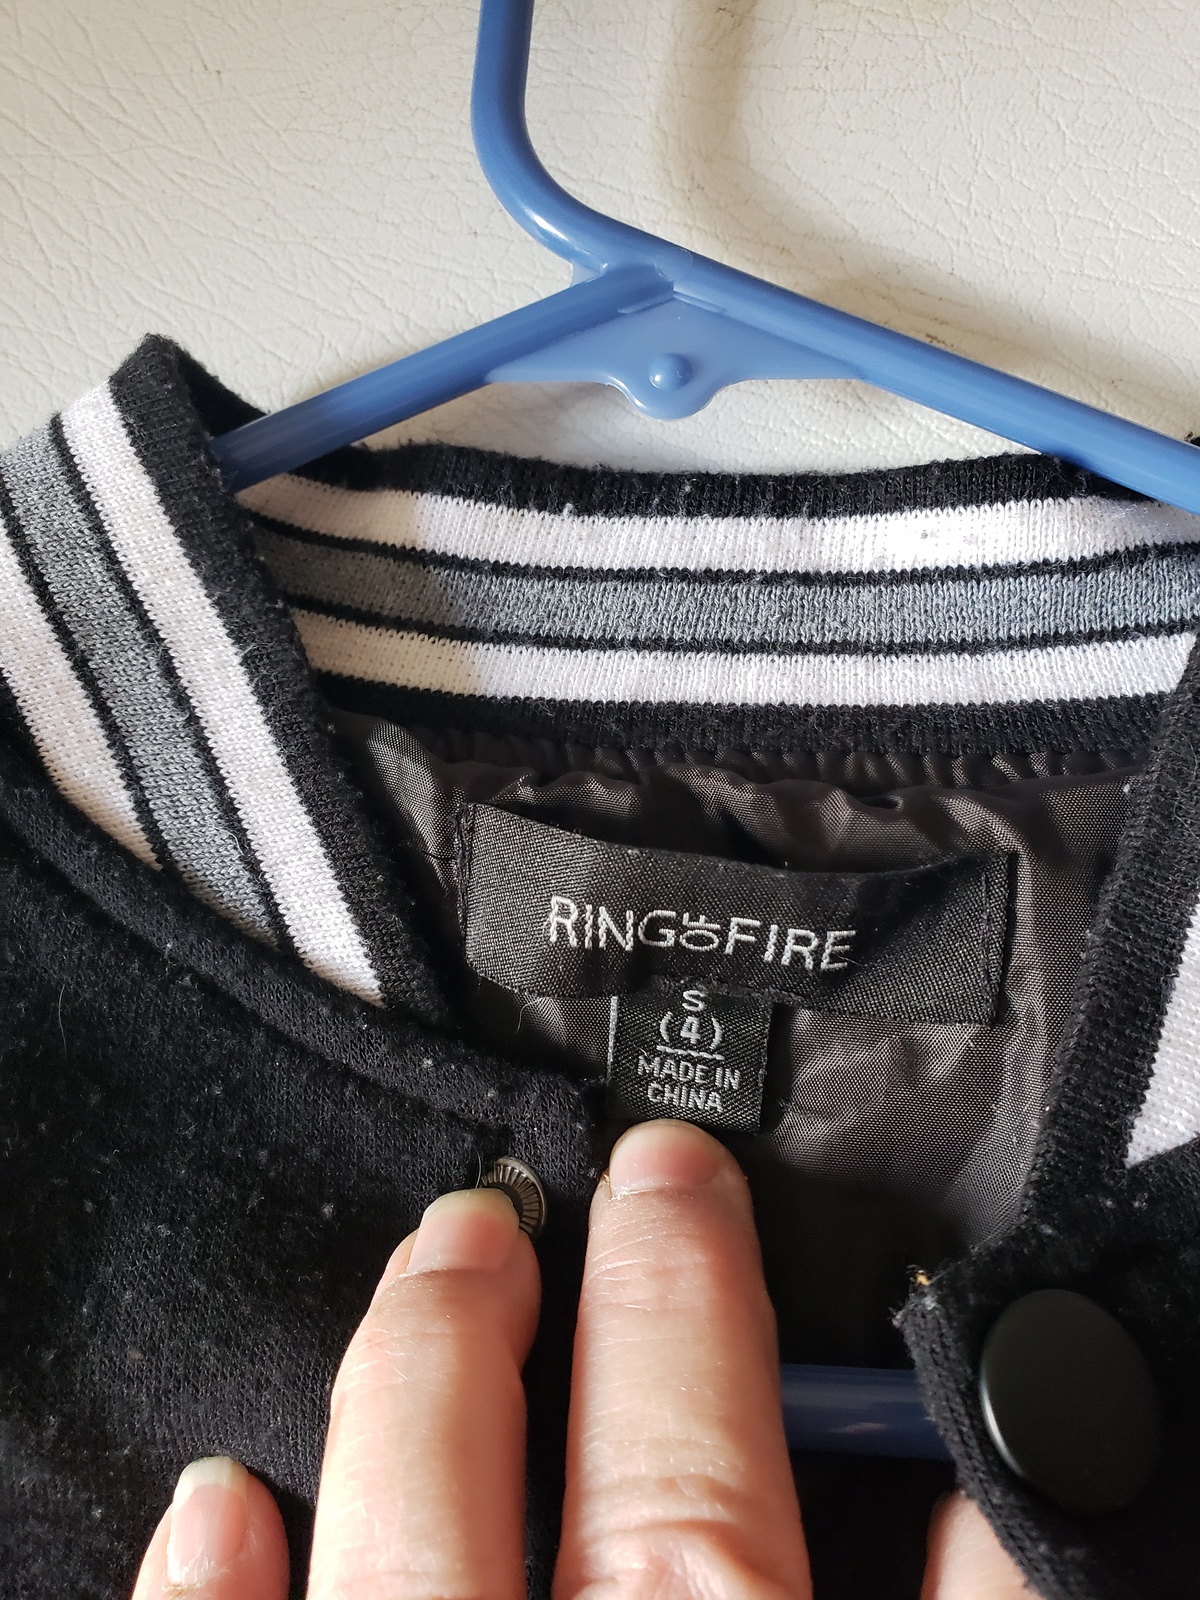 RING OF FIRE
S
(4)
MADE IN
CHINA